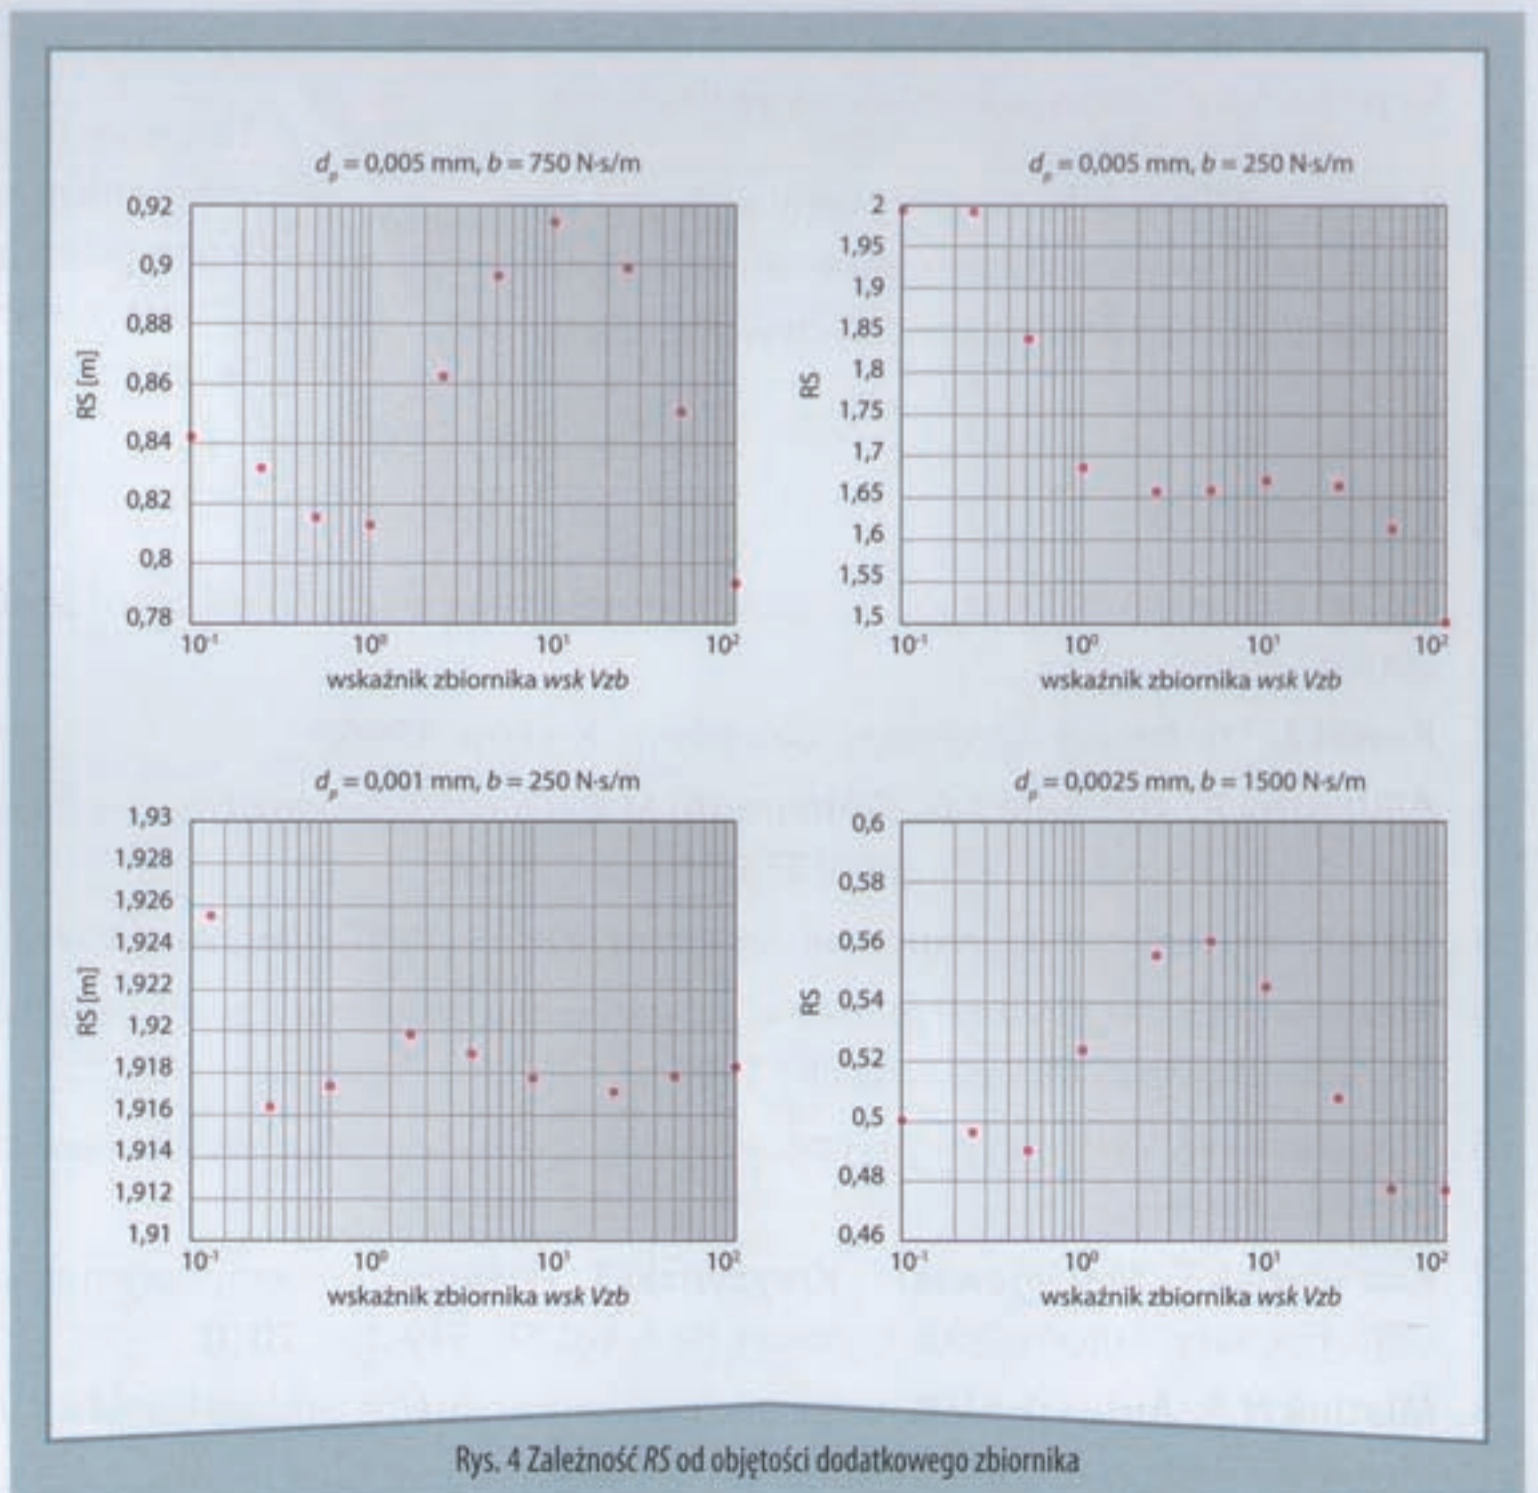 d_p = 0,005 mm, b = 750 N·s/m
0,92
0,9
0,88
0,86
0,84
0,82
0,8
0,78
RS [m]
10⁻¹ 10⁰ 10¹ 10²
wskaźnik zbiornika wsk Vzb
d_p = 0,005 mm, b = 250 N·s/m
2
1,95
1,9
1,85
1,8
1,75
1,7
1,65
1,6
1,55
1,5
RS
10⁻¹ 10⁰ 10¹ 10²
wskaźnik zbiornika wsk Vzb
d_p = 0,001 mm, b = 250 N·s/m
1,93
1,928
1,926
1,924
1,922
1,92
1,918
1,916
1,914
1,912
1,91
RS [m]
10⁻¹ 10⁰ 10¹ 10²
wskaźnik zbiornika wsk Vzb
d_p = 0,0025 mm, b = 1500 N·s/m
0,6
0,58
0,56
0,54
0,52
0,5
0,48
0,46
RS
10⁻¹ 10⁰ 10¹ 10²
wskaźnik zbiornika wsk Vzb
Rys. 4 Zależność RS od objętości dodatkowego zbiornika